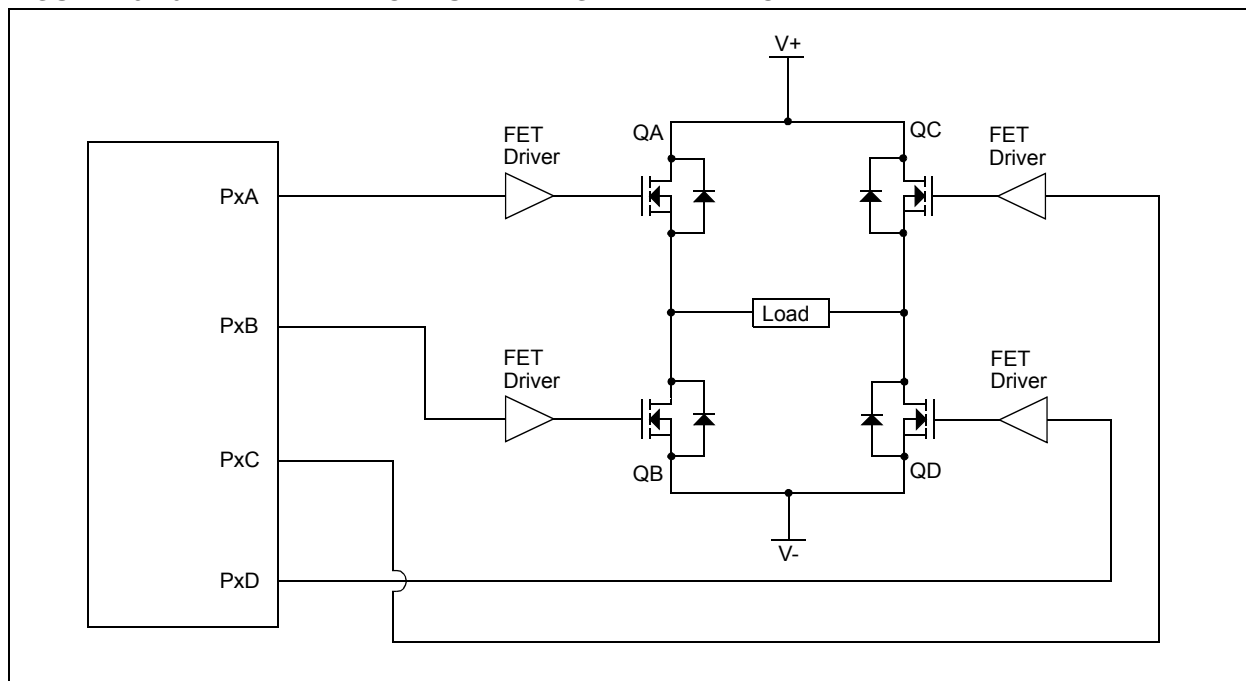 V+
QA
QC
FET
Driver
FET
Driver
PxA
PxB
Load
FET
Driver
FET
Driver
PxC
QB
QD
V-
PxD